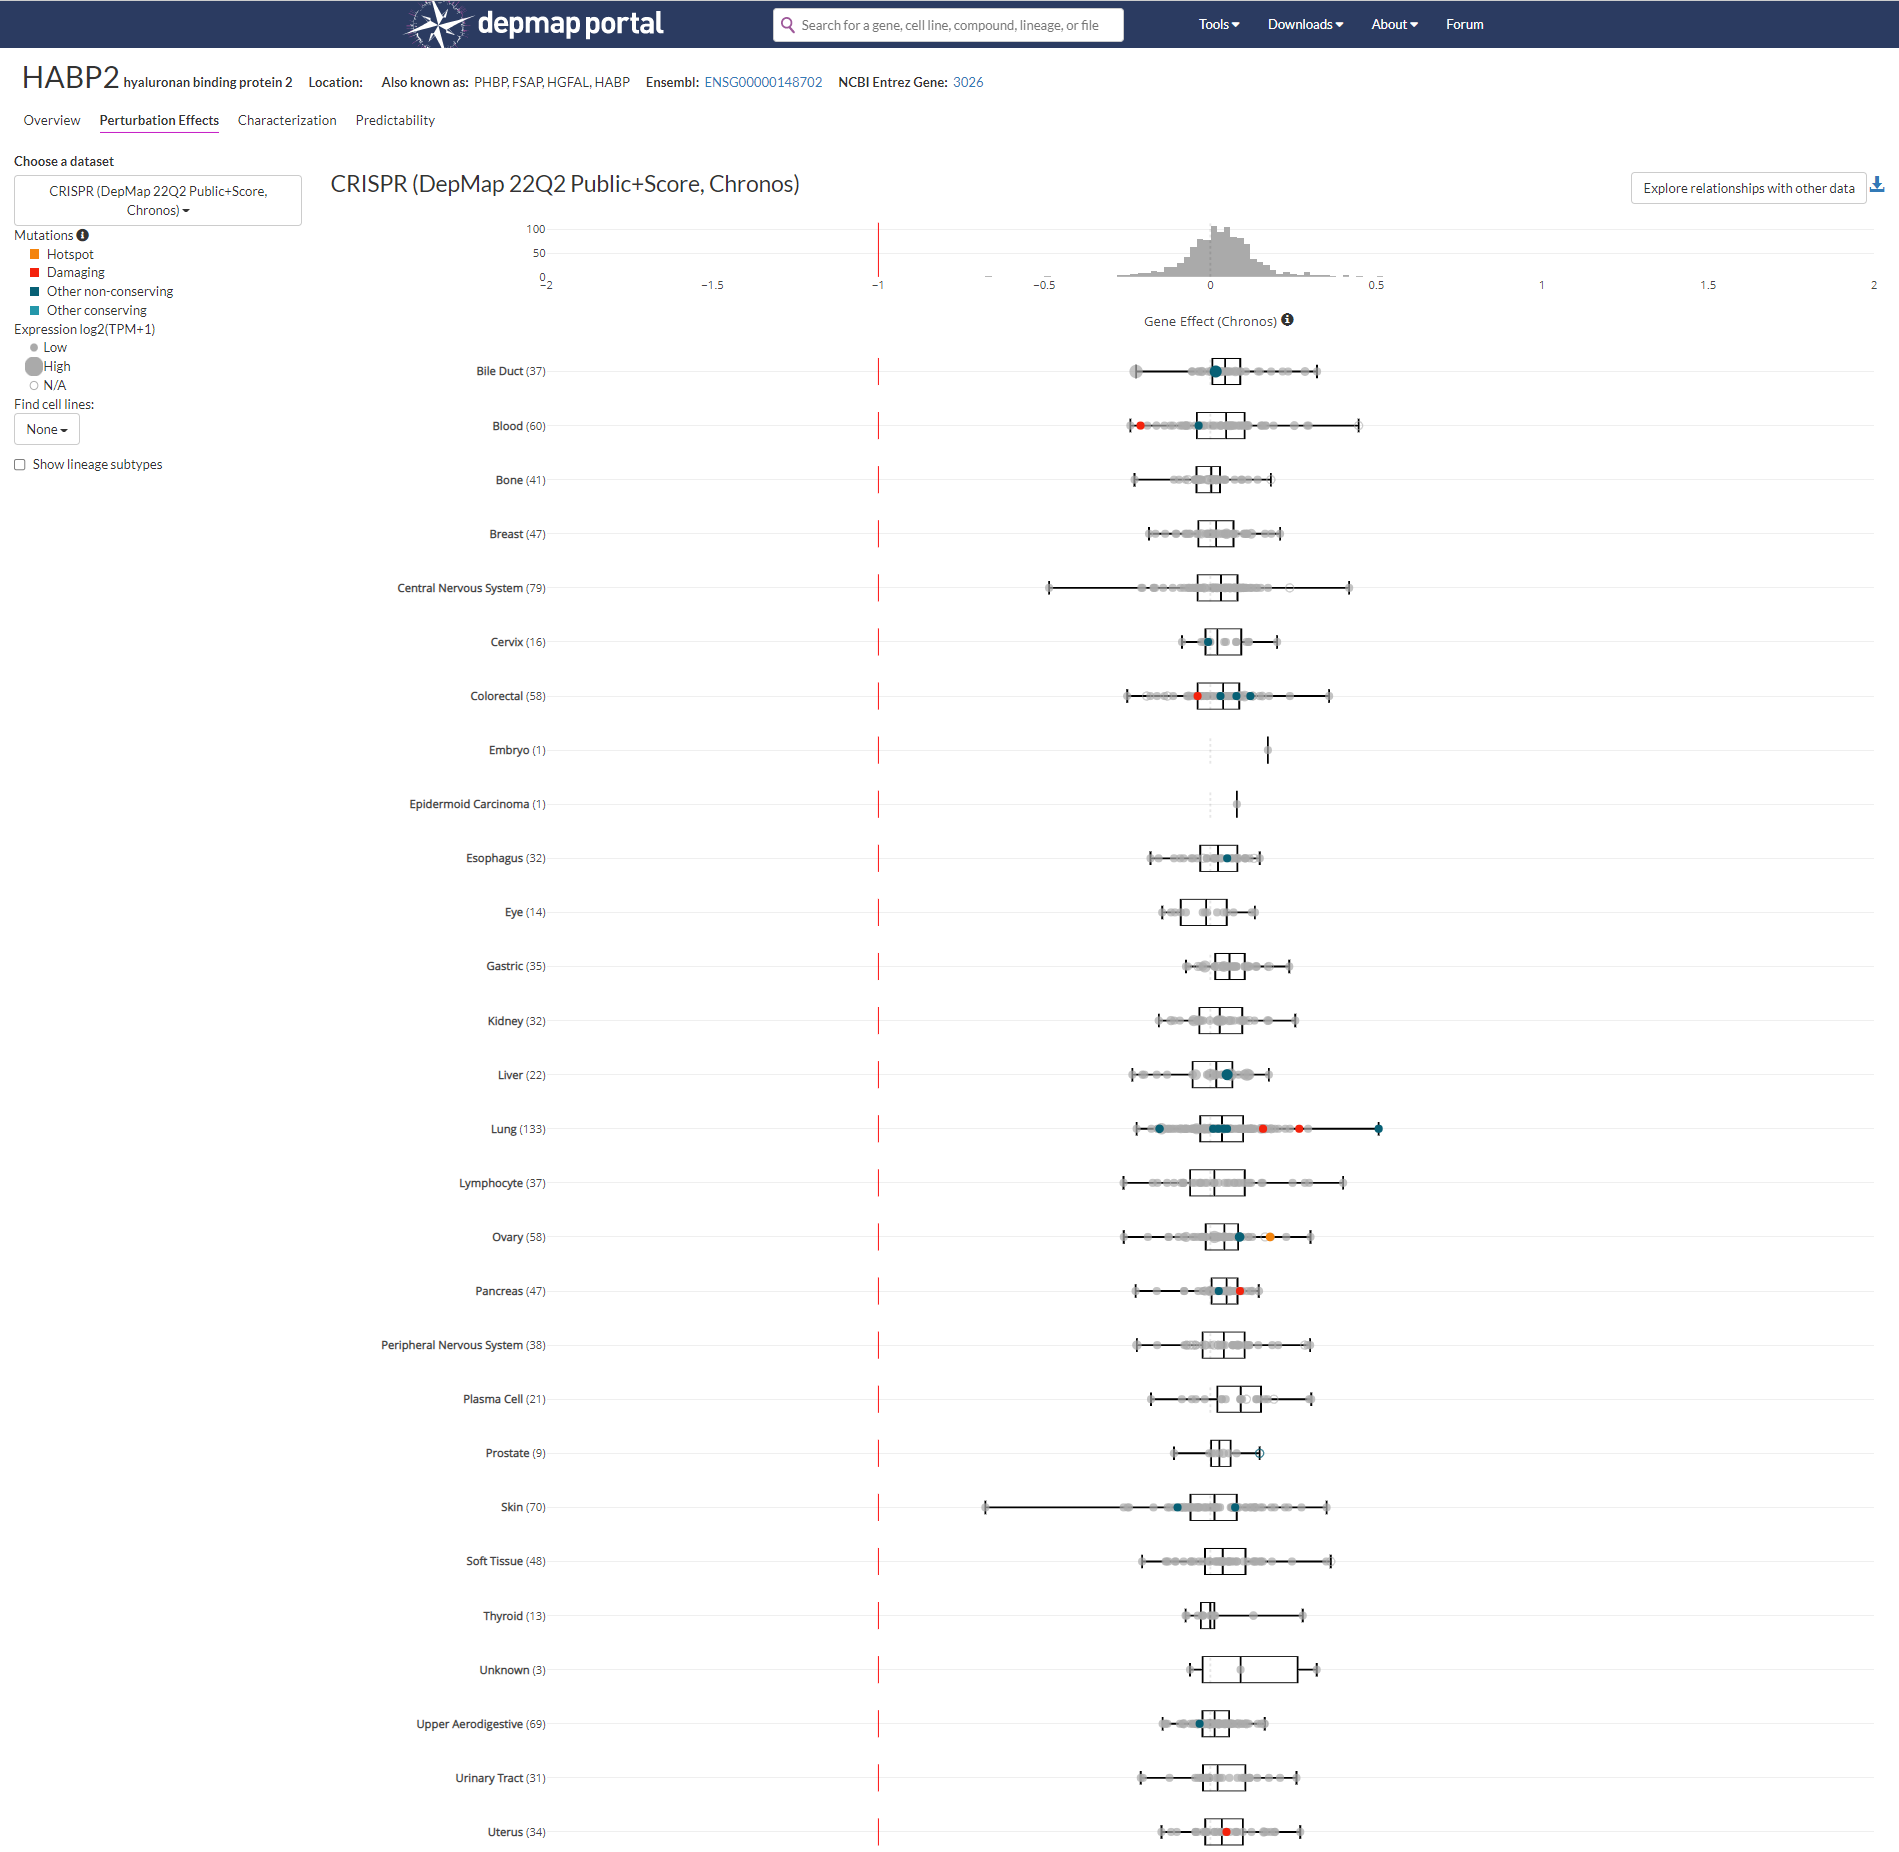 depmap portal
Search for a gene, cell line, compound, lineage, or file
Tools Downloads About Forum
HABP2 hyaluronan binding protein 2 Location: Also known as: PHBP, FSAP, HGFAL, HABP Ensembl: ENSG00000148702 NCBI Entrez Gene: 3026
Overview Perturbation Effects Characterization Predictability
Choose a dataset
CRISPR (DepMap 22Q2 Public+Score,
Chronos)
Mutations
Hotspot
Damaging
Other non-conserving
Other conserving
Expression log2(TPM+1)
Low
High
N/A
Find cell lines:
None
Show lineage subtypes
CRISPR (DepMap 22Q2 Public+Score, Chronos)
Explore relationships with other data
100
50
0
−2 −1.5 −1 −0.5 0 0.5 1 1.5 2
Gene Effect (Chronos)
Bile Duct (37)
Blood (60)
Bone (41)
Breast (47)
Central Nervous System (79)
Cervix (16)
Colorectal (58)
Embryo (1)
Epidermoid Carcinoma (1)
Esophagus (32)
Eye (14)
Gastric (35)
Kidney (32)
Liver (22)
Lung (133)
Lymphocyte (37)
Ovary (58)
Pancreas (47)
Peripheral Nervous System (38)
Plasma Cell (21)
Prostate (9)
Skin (70)
Soft Tissue (48)
Thyroid (13)
Unknown (3)
Upper Aerodigestive (69)
Urinary Tract (31)
Uterus (34)